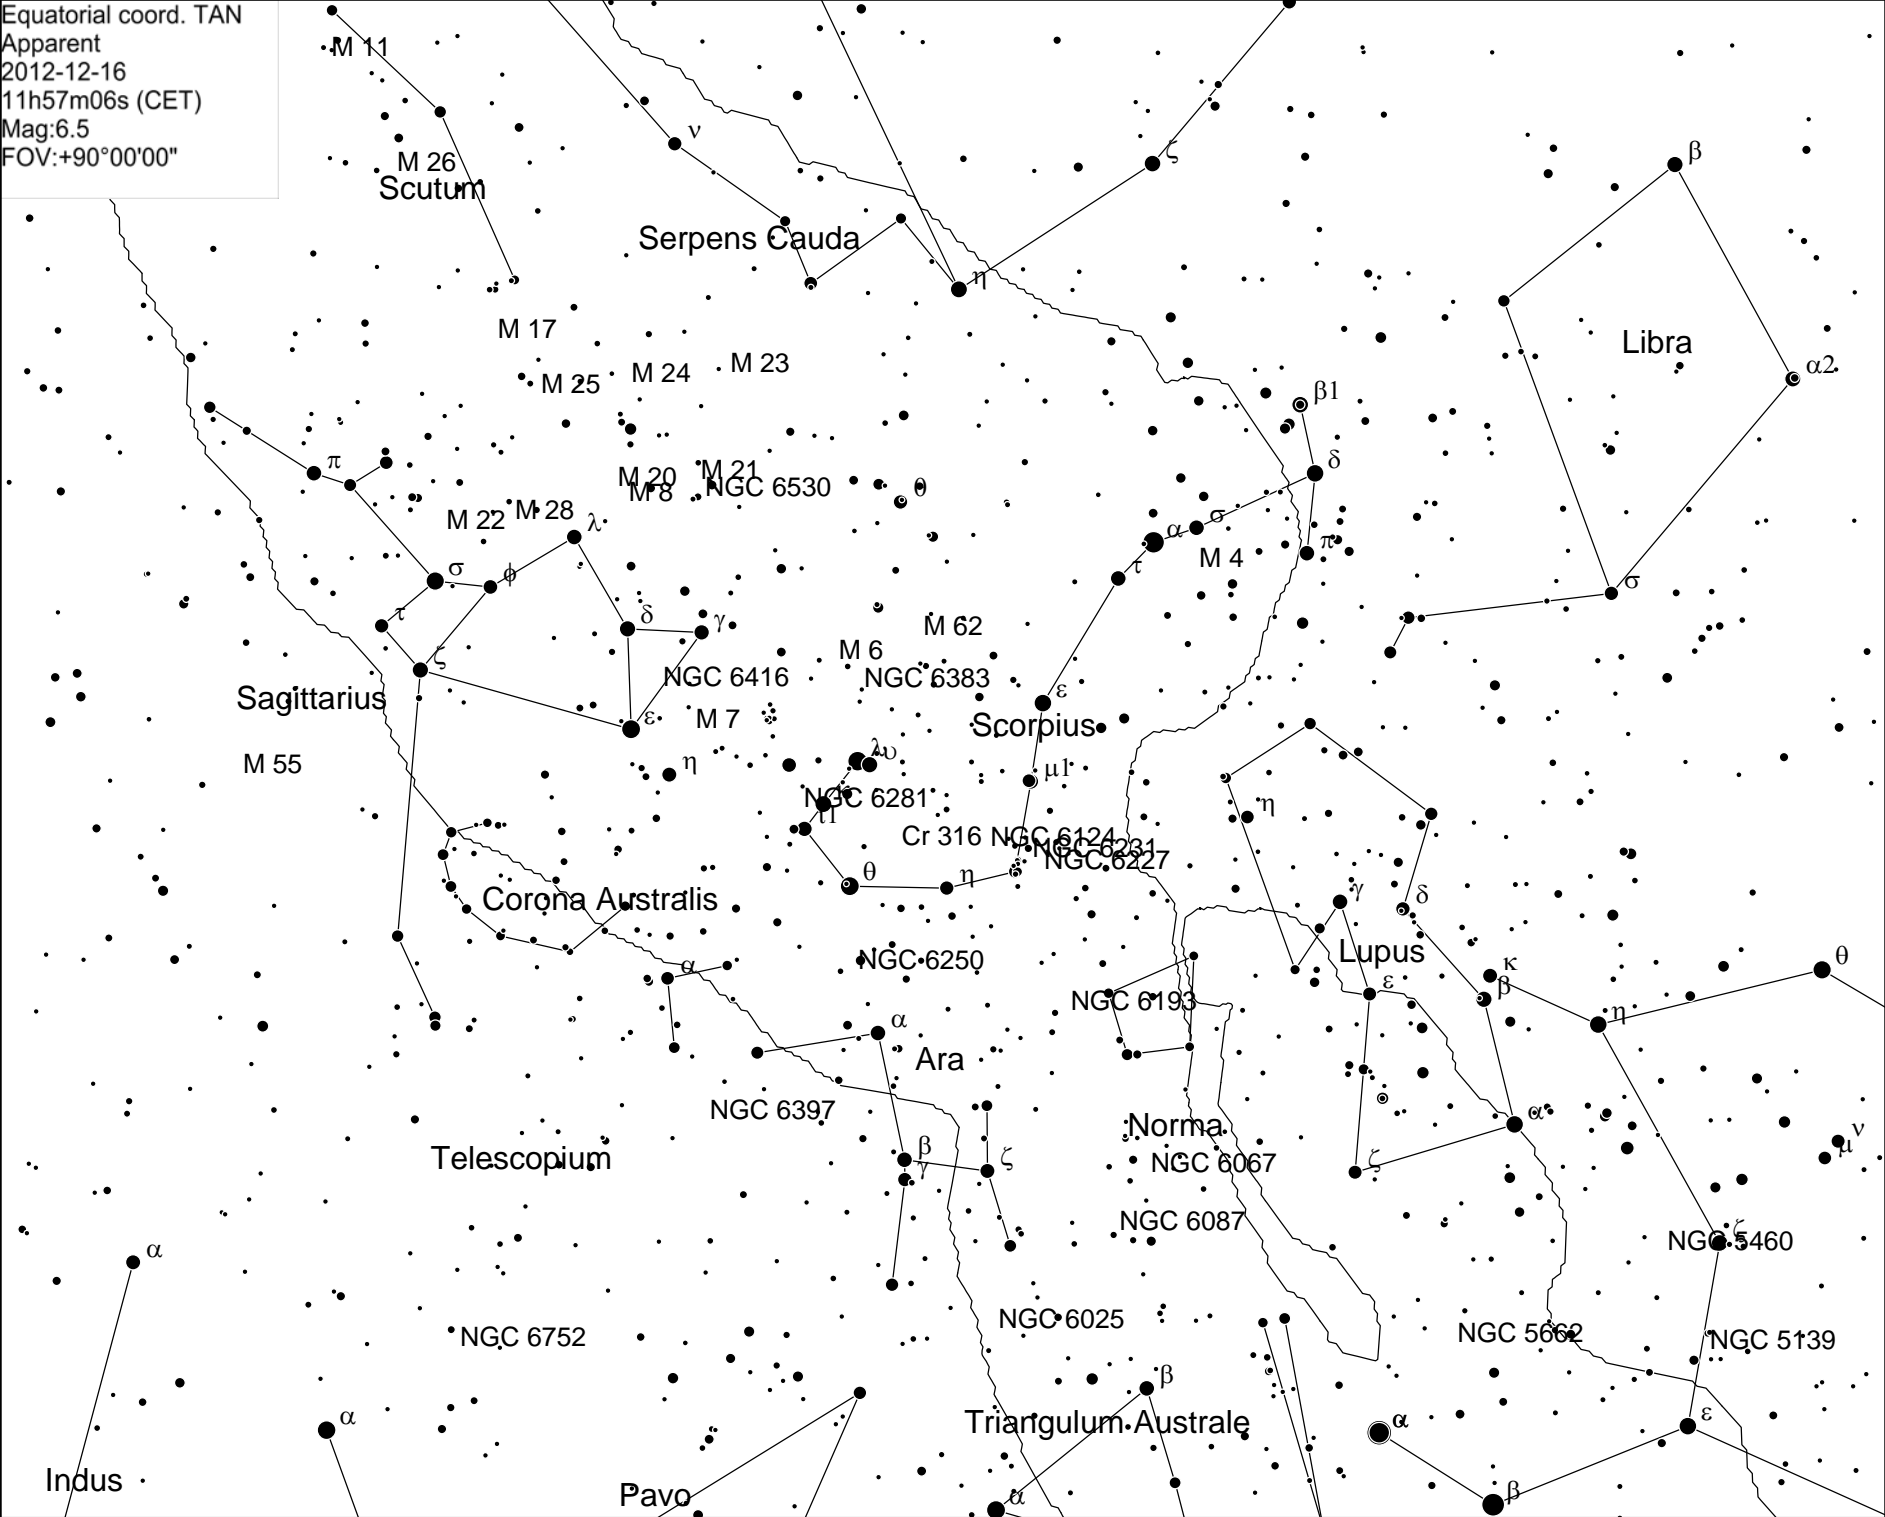 Equatorial coord. TAN
Apparent
2012-12-16
11h57m06s (CET)
Mag:6.5
FOV:+90°00'00"
M 11
ν
ζ
β
M 26
Scutum
Serpens Cauda
η
M 17
Libra
M 23
M 24
M 25
α2
β1
π
δ
M 21
M 20
NGC 6530
M 8
θ
M 28
M 22
λ
σ
α
π
M 4
τ
σ
φ
σ
τ
δ
γ
M 62
ζ
M 6
NGC 6416
NGC 6383
Sagittarius
ε
ε
M 7
Scorpius
λ
υ
M 55
η
μ1
κ
NGC 6281
η
ι1
Cr 316
NGC 6124
NGC 6231
NGC 6227
θ
η
γ
δ
Corona Australis
Lupus
NGC 6250
α
κ
θ
β
ε
NGC 6193
η
α
Ara
NGC 6397
Norma
α
ν
μ
Telescopium
β
γ
ζ
NGC 6067
ζ
NGC 6087
ζ
NGC 5460
α
NGC 6025
NGC 6752
NGC 5662
NGC 5139
β
α
Triangulum Australe
α
ε
Indus
Pavo
α
β